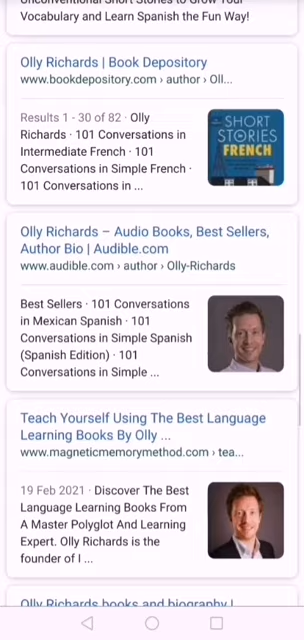 Unconventional Short Stories to Grow Your
Vocabulary and Learn Spanish the Fun Way!
Olly Richards | Book Depository
www.bookdepository.com › author › Oll...
Results 1 - 30 of 82 · Olly
Richards · 101 Conversations in
Intermediate French · 101
Conversations in Simple French ·
101 Conversations in ...
SHORT
STORIES
FRENCH
Olly Richards – Audio Books, Best Sellers,
Author Bio | Audible.com
www.audible.com › author › Olly-Richards
Best Sellers · 101 Conversations
in Mexican Spanish · 101
Conversations in Simple Spanish
(Spanish Edition) · 101
Conversations in Simple ...
Teach Yourself Using The Best Language
Learning Books By Olly ...
www.magneticmemorymethod.com › tea...
19 Feb 2021 · Discover The Best
Language Learning Books From
A Master Polyglot And Learning
Expert. Olly Richards is the
founder of I ...
Olly Richards books and biography |